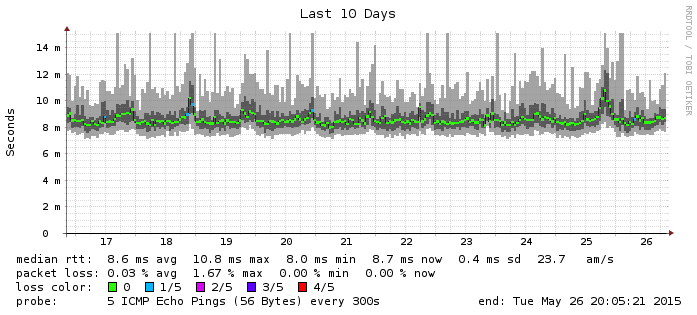 Last 10 Days
RRDTOOL / TOBI OETIKER
Seconds
14 m
12 m
10 m
8 m
6 m
4 m
2 m
0
17 18 19 20 21 22 23 24 25 26
median rtt: 8.6 ms avg 10.8 ms max 8.0 ms min 8.7 ms now 0.4 ms sd 23.7 am/s
packet loss: 0.03 % avg 1.67 % max 0.00 % min 0.00 % now
loss color: 0 1/5 2/5 3/5 4/5
probe: 5 ICMP Echo Pings (56 Bytes) every 300s end: Tue May 26 20:05:21 2015